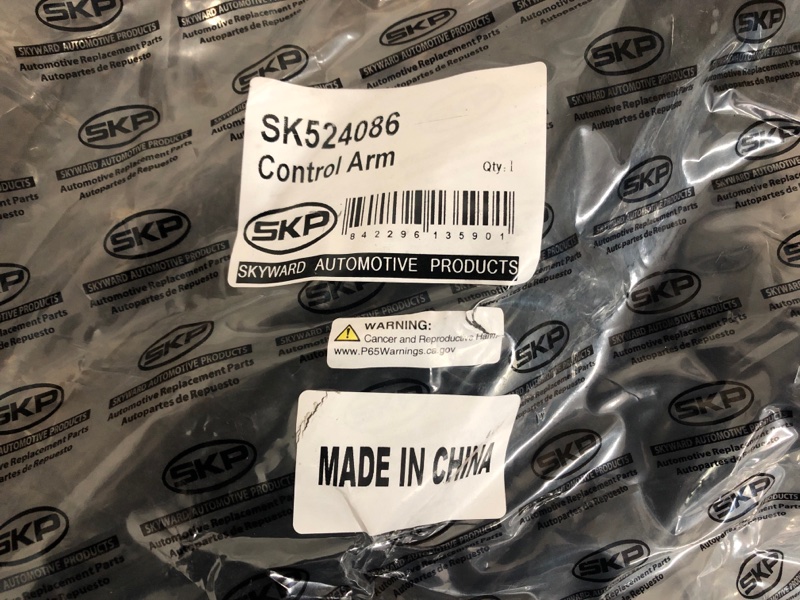 SK524086
Control Arm
Qty: 1
SKP
842296135901
SKYWARD AUTOMOTIVE PRODUCTS
WARNING:
Cancer and Reproductive Harm
www.P65Warnings.ca.gov
MADE IN CHINA
SKP
SKYWARD AUTOMOTIVE PRODUCTS
Automotive Replacement Parts
Autopartes de Repuesto